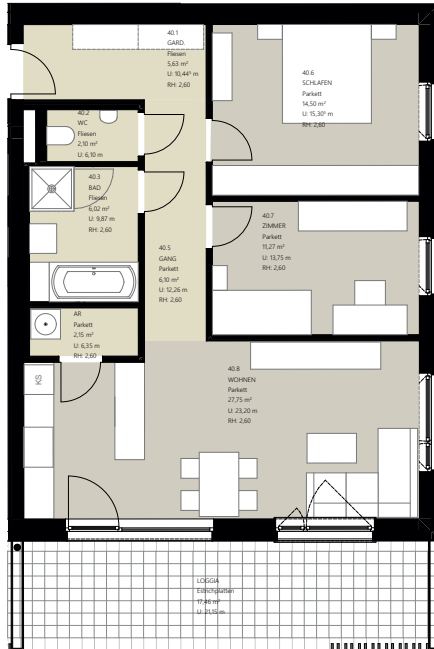 40.1
GARD.
Fliesen
5,63 m²
U: 10,44⁵ m
RH: 2,60
40.2
WC
Fliesen
2,10 m²
U: 6,10 m
40.3
BAD
Fliesen
6,02 m²
U: 9,87 m
RH: 2,60
40.6
SCHLAFEN
Parkett
14,50 m²
U: 15,30⁵ m
RH: 2,60
40.7
ZIMMER
Parkett
11,27 m²
U: 13,75 m
RH: 2,60
40.5
GANG
Parkett
6,10 m²
U: 12,26 m
RH: 2,60
AR
Parkett
2,15 m²
U: 6,35 m
RH: 2,60
KS
40.8
WOHNEN
Parkett
27,75 m²
U: 23,20 m
RH: 2,60
LOGGIA
Estrichplatten
17,46 m²
U: 21,15 m